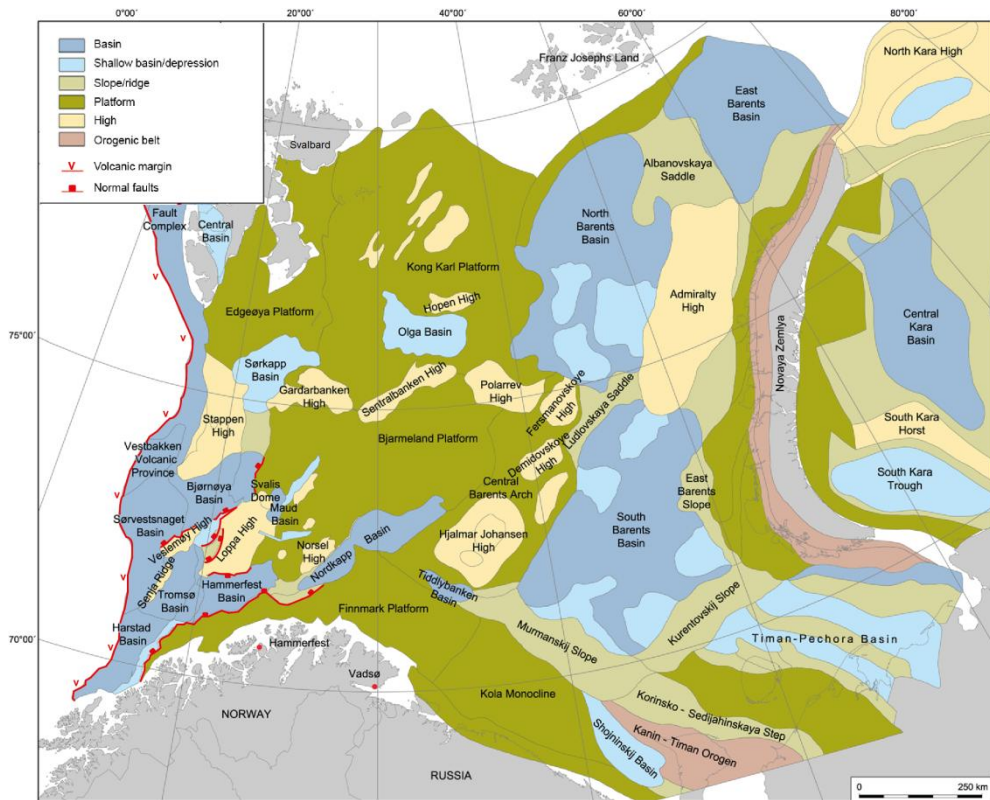 0°00'
20°00'
40°00'
60°00'
80°00'
75°00'
70°00'
Basin
Shallow basin/depression
Slope/ridge
Platform
High
Orogenic belt
Volcanic margin
Normal faults
Svalbard
Franz Josephs Land
North Kara High
East
Barents
Basin
Albanovskaya
Saddle
Fault
Complex
Central
Basin
North
Barents
Basin
Kong Karl Platform
Hopen High
Edgeøya Platform
Olga Basin
Admiralty
High
Novaya Zemlya
Central
Kara
Basin
Sørkapp
Basin
Gardarbanken
High
Sentralbanken High
Polarrev
High
Fersmanovskoye
High
Ludlovskaya Saddle
Stappen
High
Bjarmeland Platform
Demidovskoye
High
South Kara
Horst
South Kara
Trough
Vestbakken
Volcanic
Province
Bjørnøya
Basin
Svalis
Dome
Maud
Basin
Central
Barents Arch
East
Barents
Slope
Sørvestsnaget
Basin
Veslemøy High
Loppa High
Norsel
High
Nordkapp
Basin
Hjalmar Johansen
High
South
Barents
Basin
Senja Ridge
Tromsø
Basin
Hammerfest
Basin
Tiddlybanken
Basin
Finnmark Platform
Harstad
Basin
Murmanskij Slope
Kurentovskij Slope
Timan-Pechora Basin
Hammerfest
Vadsø
Kola Monocline
Korinsko - Sedijahinskaya Step
Kanin - Timan Orogen
Shojninskij Basin
NORWAY
RUSSIA
0
250 km
V
V
V
V
V
V
V
V